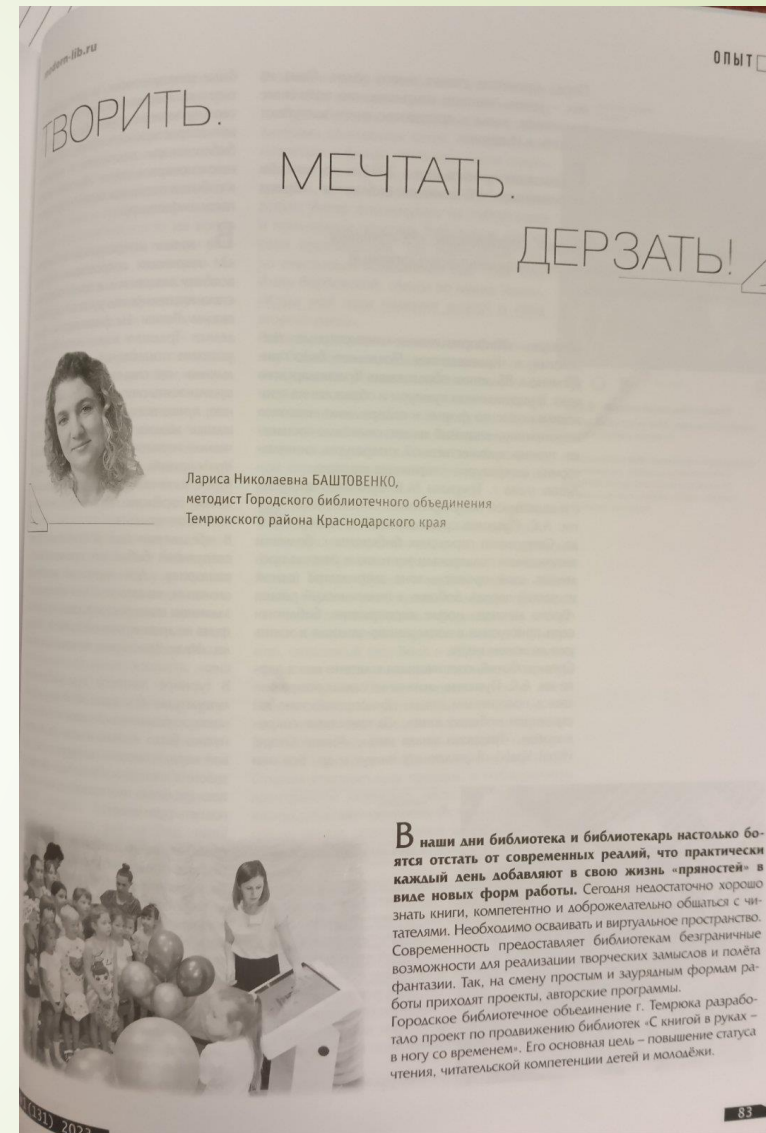 modern-lib.ru
ОПЫТ
ТВОРИТЬ.
МЕЧТАТЬ.
ДЕРЗАТЬ!
Лариса Николаевна БАШТОВЕНКО,
методист Городского библиотечного объединения
Темрюкского района Краснодарского края
В наши дни библиотека и библиотекарь настолько бо-
ятся отстать от современных реалий, что практически
каждый день добавляют в свою жизнь «пряностей» в
виде новых форм работы. Сегодня недостаточно хорошо
знать книги, компетентно и доброжелательно общаться с чи-
тателями. Необходимо осваивать и виртуальное пространство.
Современность предоставляет библиотекам безграничные
возможности для реализации творческих замыслов и полёта
фантазии. Так, на смену простым и заурядным формам ра-
боты приходят проекты, авторские программы.
Городское библиотечное объединение г. Темрюка разрабо-
тало проект по продвижению библиотек «С книгой в руках –
в ногу со временем». Его основная цель – повышение статуса
чтения, читательской компетенции детей и молодёжи.
(131)
83